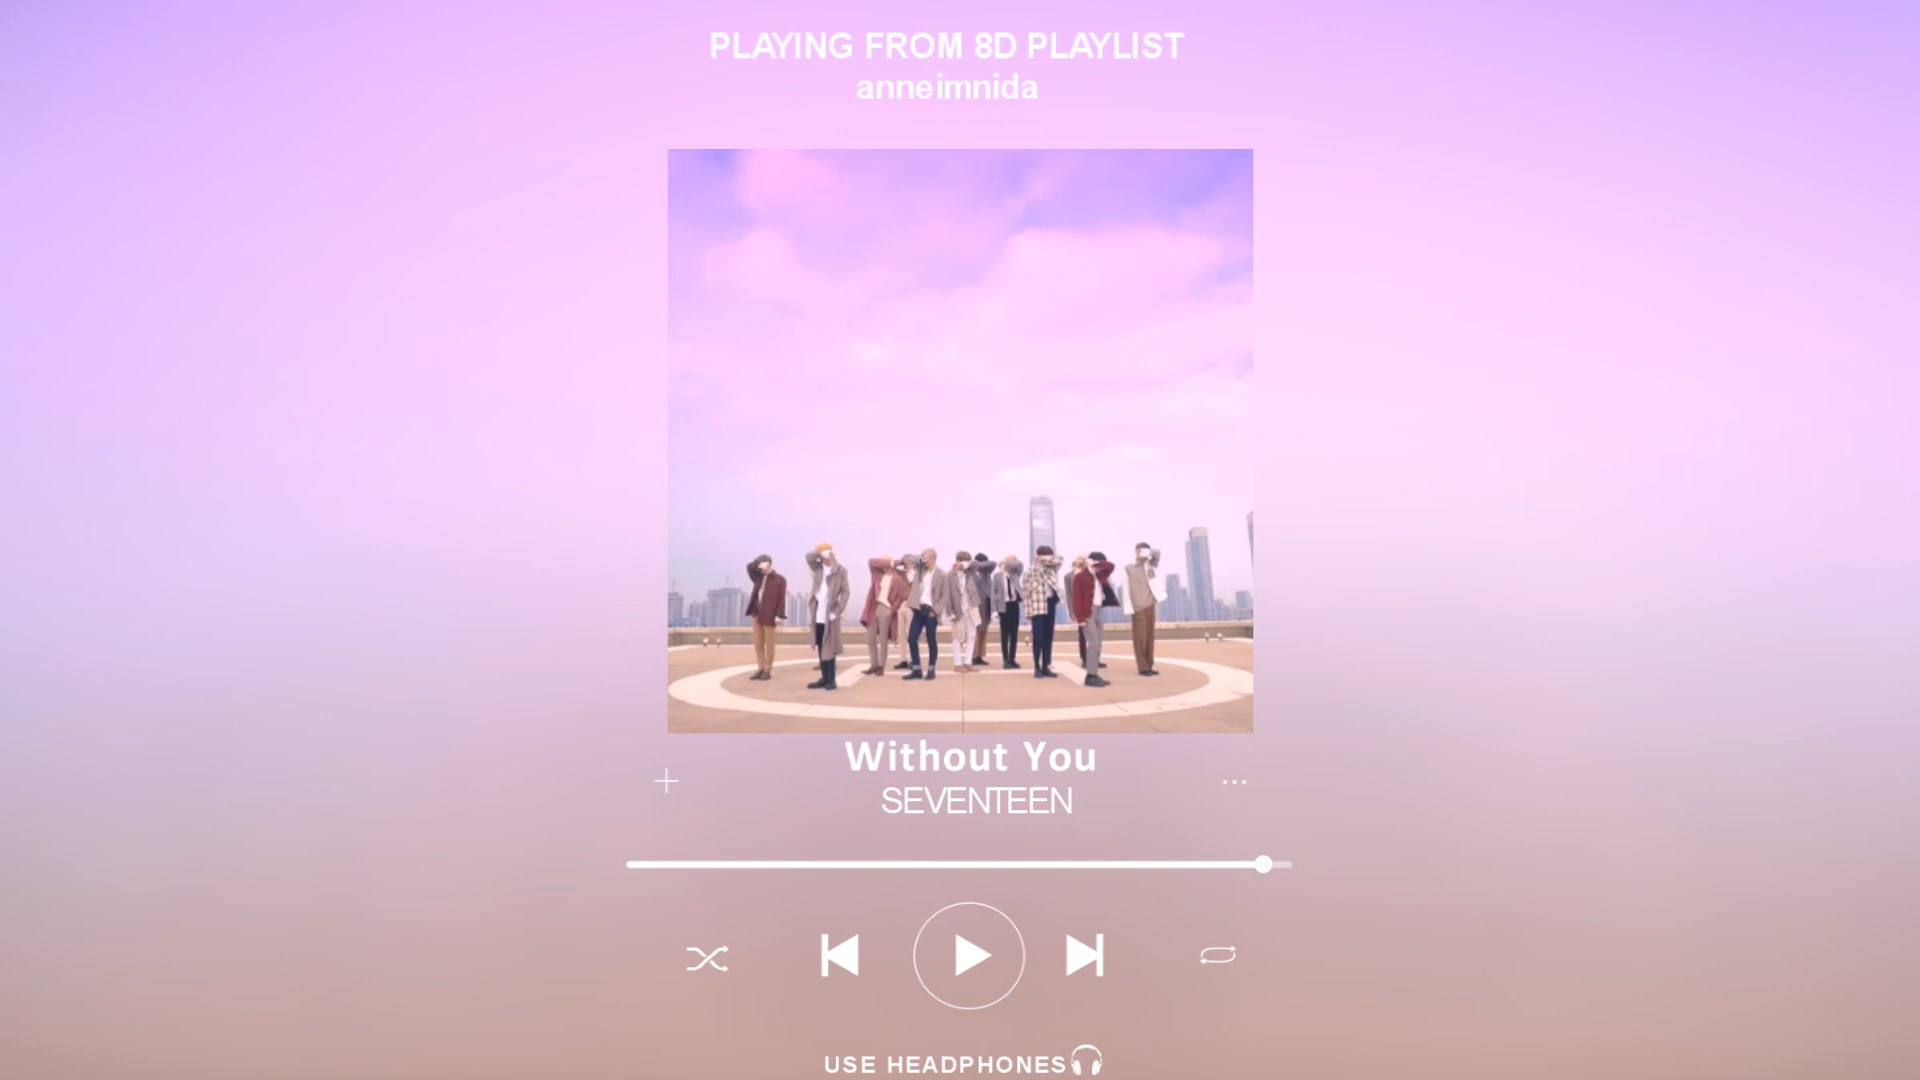 PLAYING FROM 8D PLAYLIST
anneimnida
Without You
SEVENTEEN
USE HEADPHONES